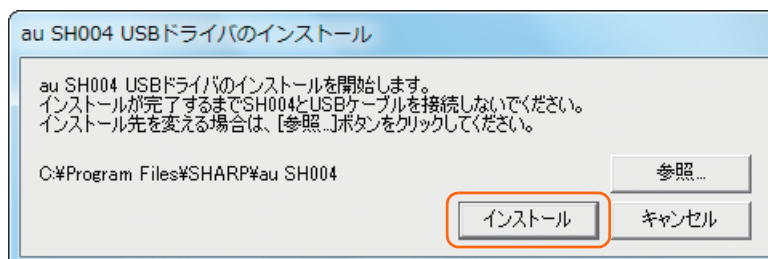 au SH004 USBドライバのインストール
au SH004 USBドライバのインストールを開始します。
インストールが完了するまでSH004とUSBケーブルを接続しないでください。
インストール先を変える場合は、[参照...]ボタンをクリックしてください。
C:¥Program Files¥SHARP¥au SH004
参照...
インストール
キャンセル